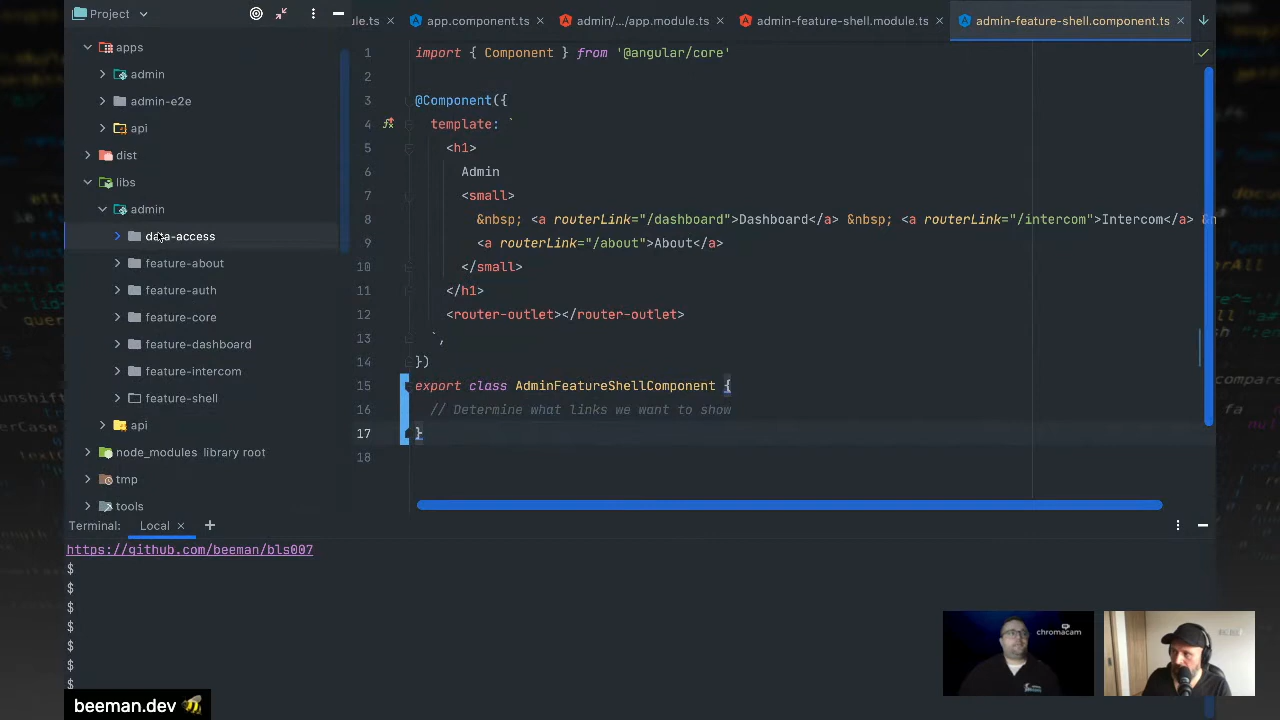 Project
ule.ts
app.component.ts
admin/.../app.module.ts
admin-feature-shell.module.ts
admin-feature-shell.component.ts
apps
admin
admin-e2e
api
dist
libs
admin
data-access
feature-about
feature-auth
feature-core
feature-dashboard
feature-intercom
feature-shell
api
node_modules library root
tmp
tools
1 import { Component } from '@angular/core'
2
3 @Component({
4 template: `
5 <h1>
6 Admin
7 <small>
8 &nbsp; <a routerLink="/dashboard">Dashboard</a> &nbsp; <a routerLink="/intercom">Intercom</a> &n
9 <a routerLink="/about">About</a>
10 </small>
11 </h1>
12 <router-outlet></router-outlet>
13 `,
14 })
15 export class AdminFeatureShellComponent {
16 // Determine what links we want to show
17 }
18
Terminal: Local +
https://github.com/beeman/bls007
$
$
$
$
$
$
$
chromacam
beeman.dev 🐝